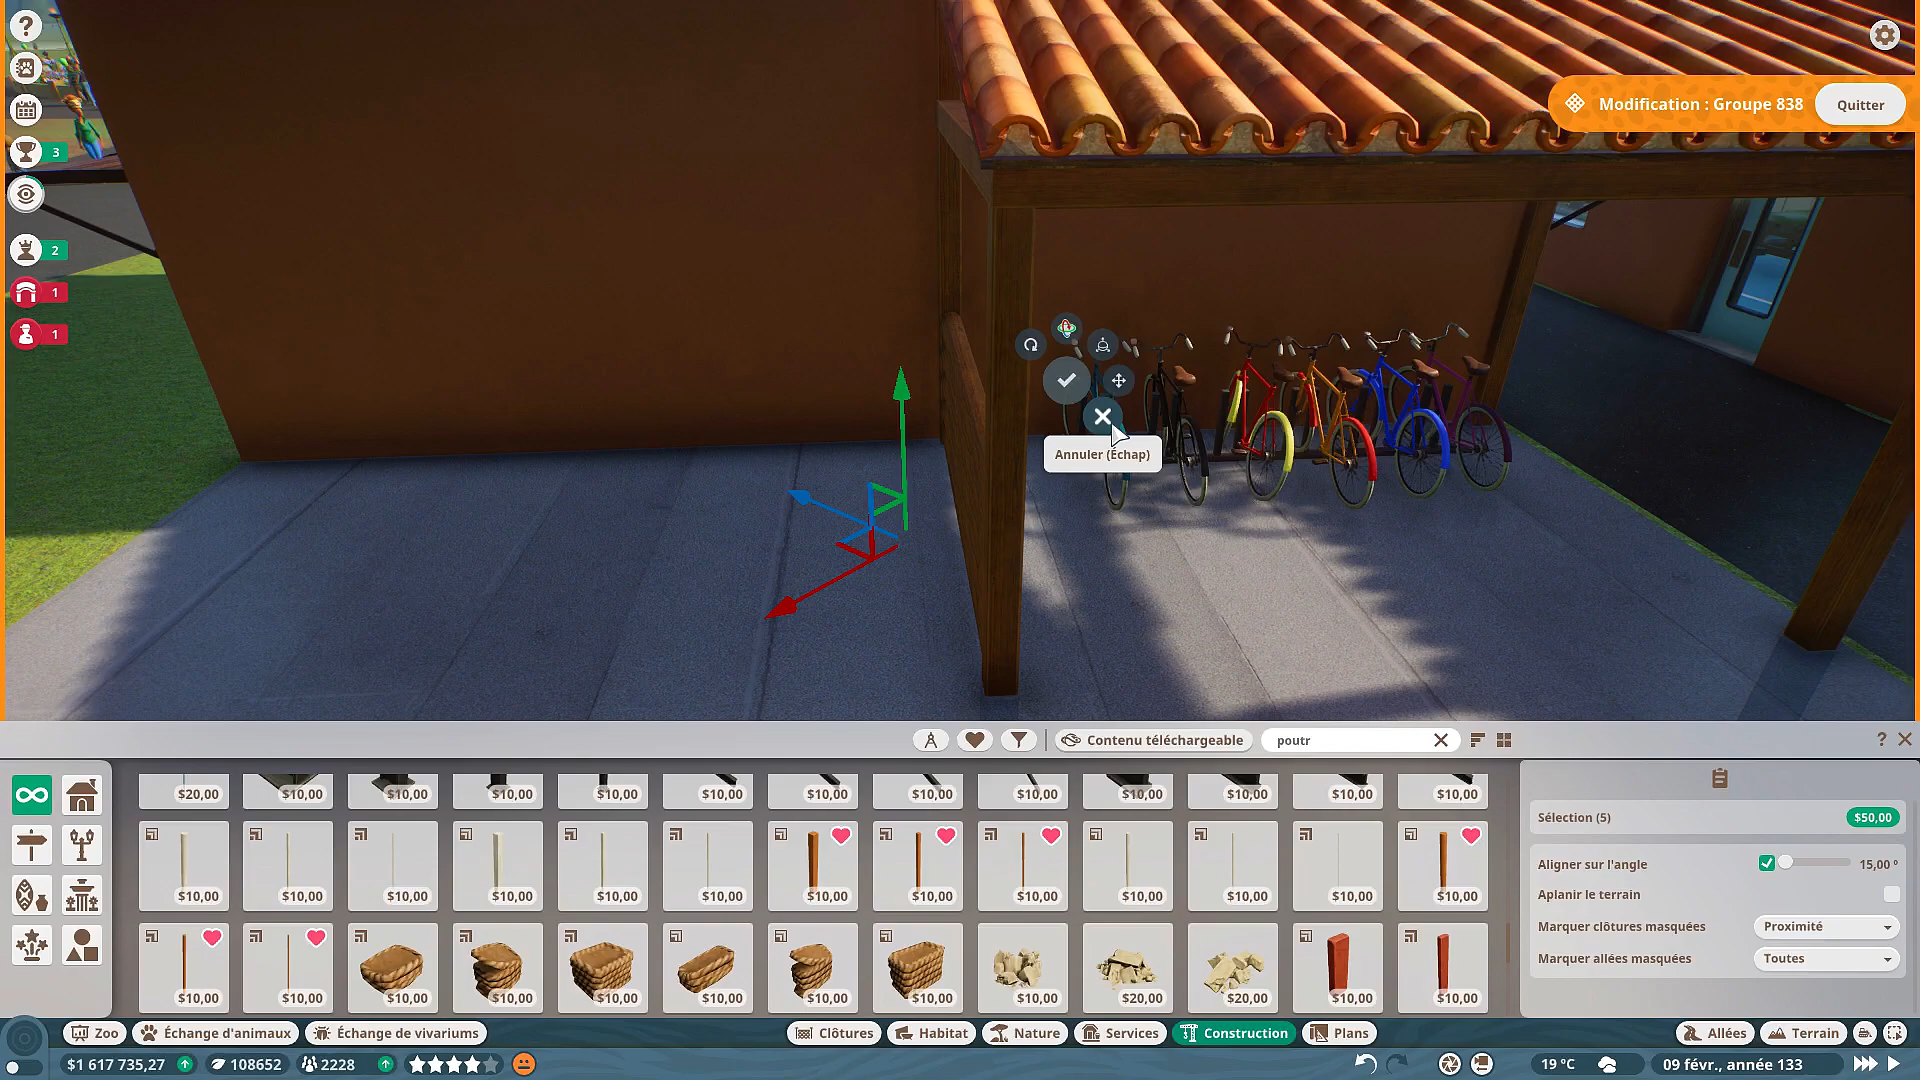 ?
Modification : Groupe 838
Quitter
3
2
1
1
Annuler (Échap)
Contenu téléchargeable
poutr
?
$20,00 $10,00 $10,00 $10,00 $10,00 $10,00 $10,00 $10,00 $10,00 $10,00 $10,00 $10,00 $10,00
$10,00 $10,00 $10,00 $10,00 $10,00 $10,00 $10,00 $10,00 $10,00 $10,00 $10,00 $10,00 $10,00
$10,00 $10,00 $10,00 $10,00 $10,00 $10,00 $10,00 $10,00 $10,00 $20,00 $20,00 $10,00 $10,00
Sélection (5)
$50,00
Aligner sur l'angle
15,00 °
Aplanir le terrain
Marquer clôtures masquées
Proximité
Marquer allées masquées
Toutes
Zoo
Échange d'animaux
Échange de vivariums
Clôtures
Habitat
Nature
Services
Construction
Plans
Allées
Terrain
$1 617 735,27
108652
2228
19 °C
09 févr., année 133